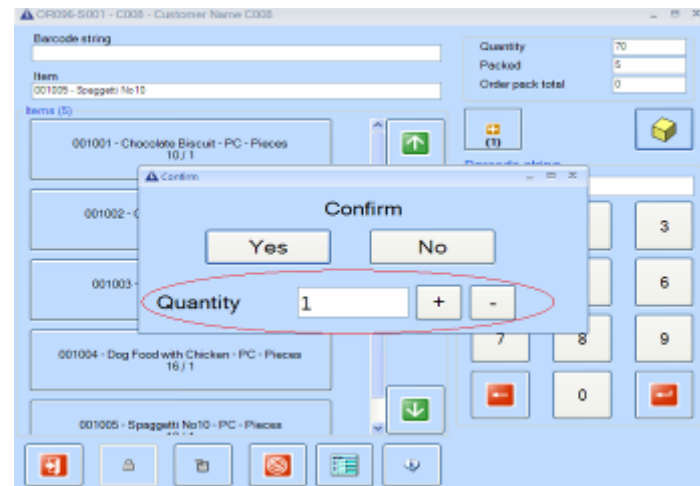 OR096-S001 - C008 - Customer Name C008
Barcode string
Quantity 70
Packed 5
Order pack total 0
Item
001005 - Spaggetti No10
Items (5)
001001 - Chocolate Biscuit - PC - Pieces
10 / 1
(1)
Barcode string
Confirm
Confirm
Yes No
Quantity 1 + -
001002 - 
001003 -
3
6
001004 - Dog Food with Chicken - PC - Pieces
16 / 1
7 8 9
0
001005 - Spaggetti No10 - PC - Pieces